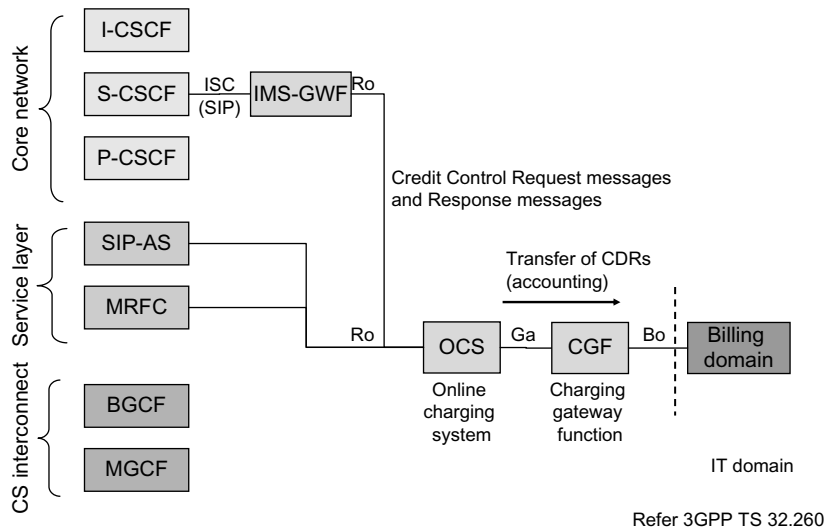 Core network
I-CSCF
S-CSCF
ISC
(SIP)
IMS-GWF
Ro
P-CSCF
Credit Control Request messages
and Response messages
Service layer
SIP-AS
MRFC
Transfer of CDRs
(accounting)
Ro
OCS
Ga
CGF
Bo
Billing
domain
Online
charging
system
Charging
gateway
function
CS interconnect
BGCF
MGCF
IT domain
Refer 3GPP TS 32.260